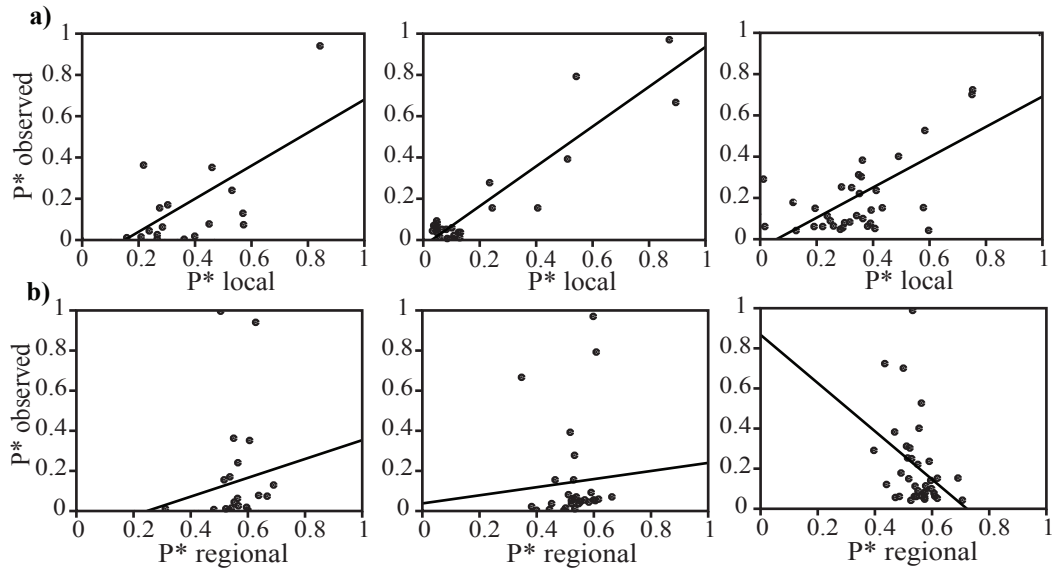 a)
1 1 1
P* observed
0.8 0.8 0.8
0.6 0.6 0.6
0.4 0.4 0.4
0.2 0.2 0.2
0 0 0
0 0.2 0.4 0.6 0.8 1 0 0.2 0.4 0.6 0.8 1 0 0.2 0.4 0.6 0.8 1
P* local P* local P* local
b)
1 1 1
P* observed
0.8 0.8 0.8
0.6 0.6 0.6
0.4 0.4 0.4
0.2 0.2 0.2
0 0 0
0 0.2 0.4 0.6 0.8 1 0 0.2 0.4 0.6 0.8 1 0 0.2 0.4 0.6 0.8 1
P* regional P* regional P* regional